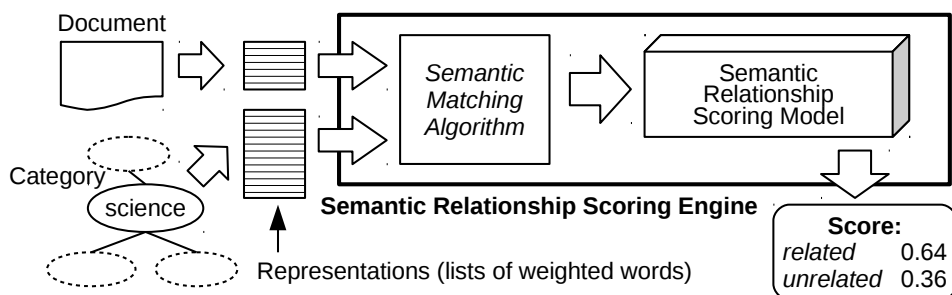 Document
Category
science
Semantic
Matching
Algorithm
Semantic
Relationship
Scoring Model
Semantic Relationship Scoring Engine
Representations (lists of weighted words)
Score:
related 0.64
unrelated 0.36